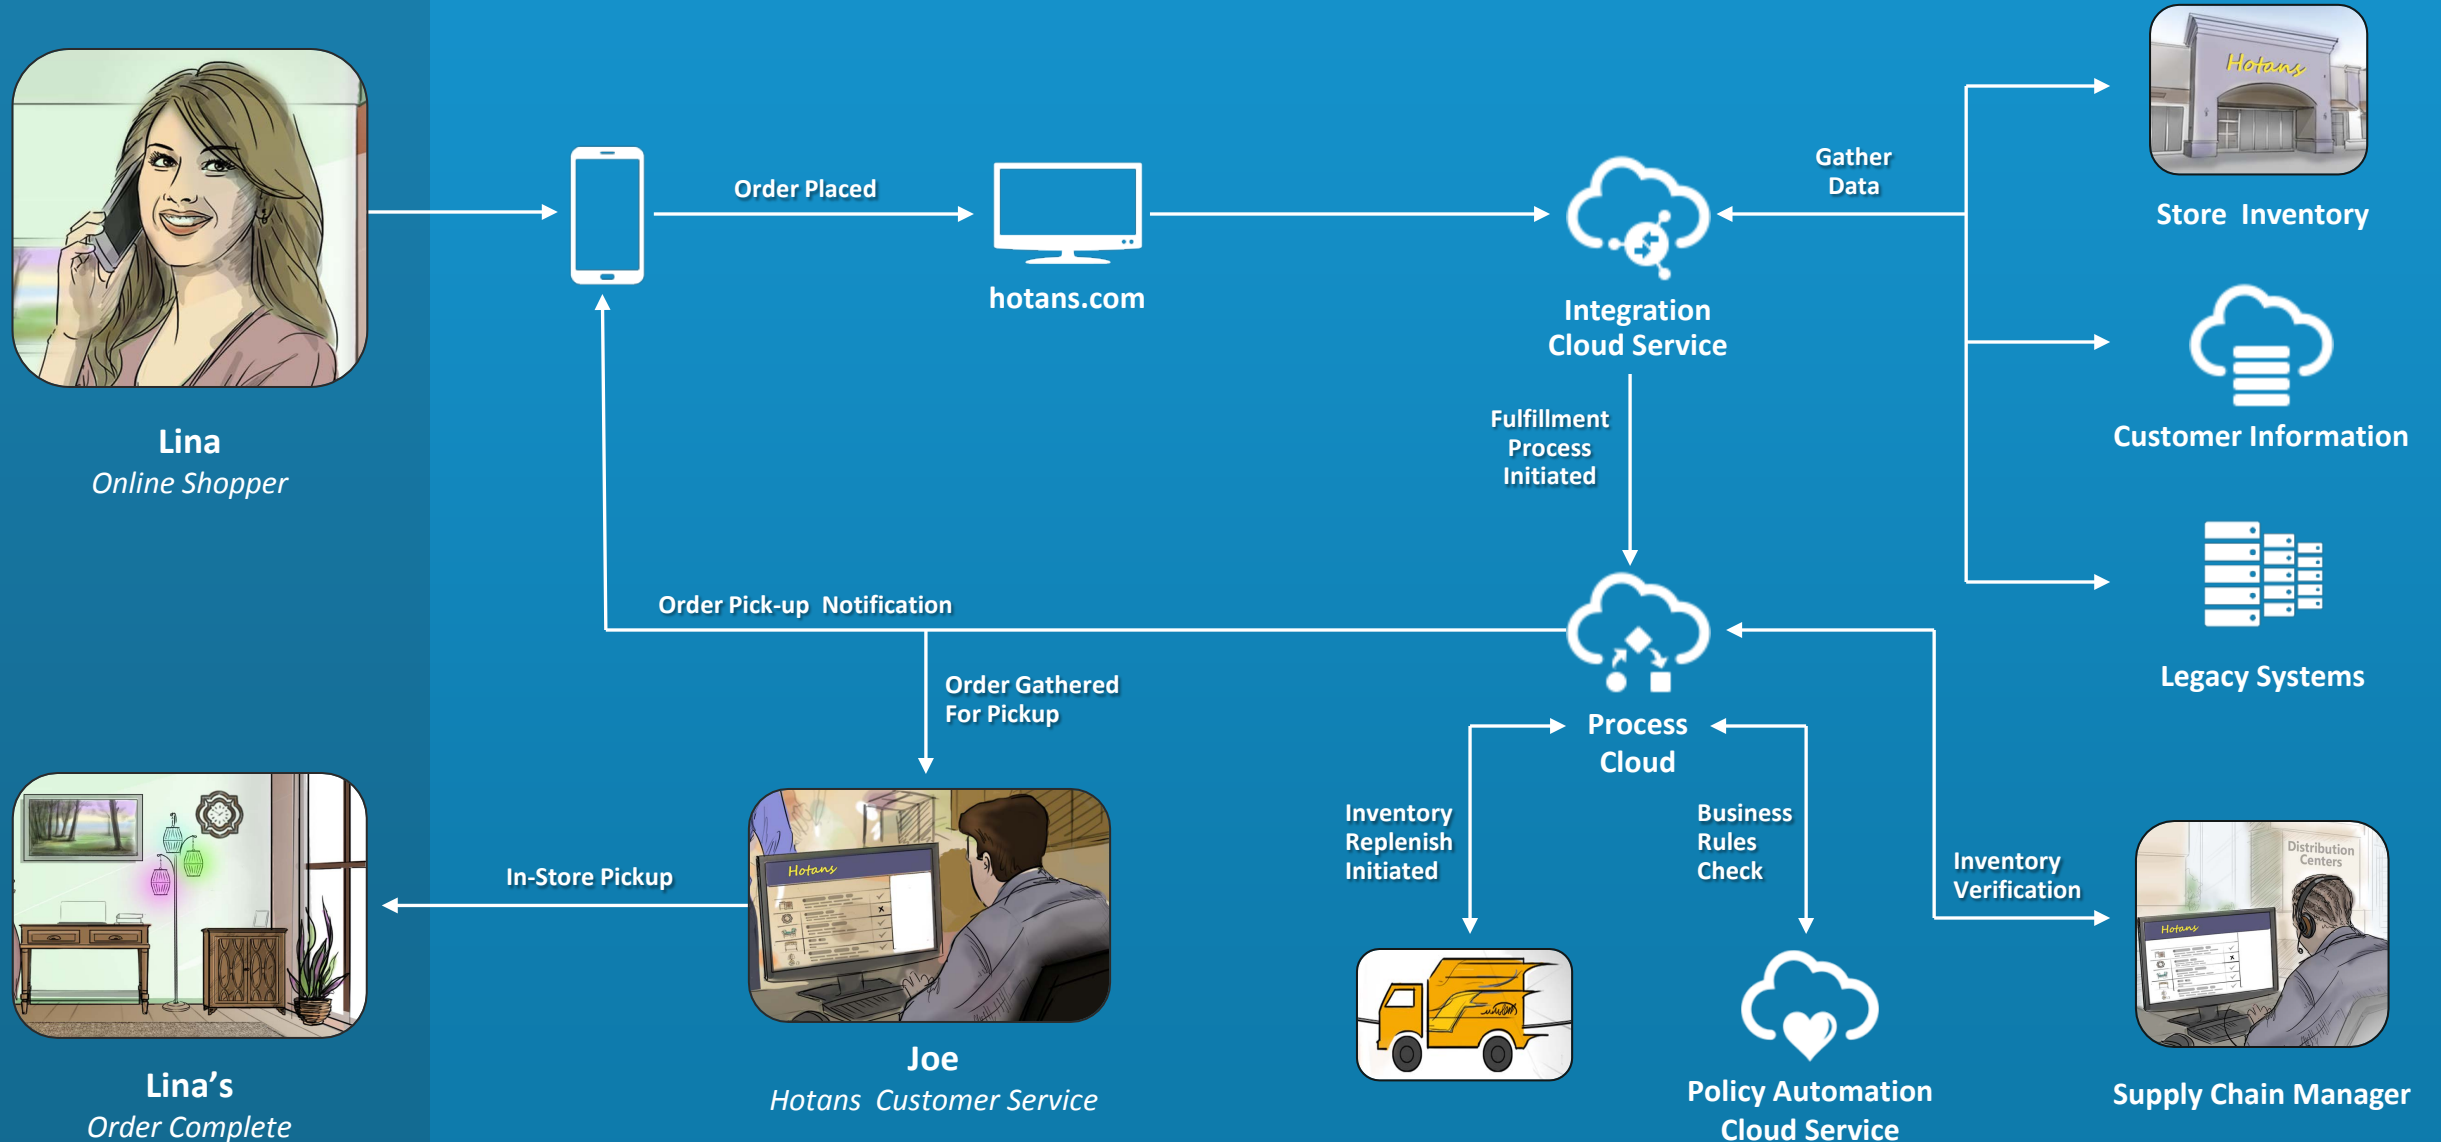 Hotans
Store Inventory
Gather
Data
Order Placed
hotans.com
Integration
Cloud Service
Customer Information
Lina
Online Shopper
Fulfillment
Process
Initiated
Legacy Systems
Order Pick-up Notification
Order Gathered
For Pickup
Process
Cloud
Inventory
Replenish
Initiated
Business
Rules
Check
Inventory
Verification
Distribution
Centers
Hotans
Hotans
In-Store Pickup
Joe
Hotans Customer Service
Lina's
Order Complete
Policy Automation
Cloud Service
Supply Chain Manager